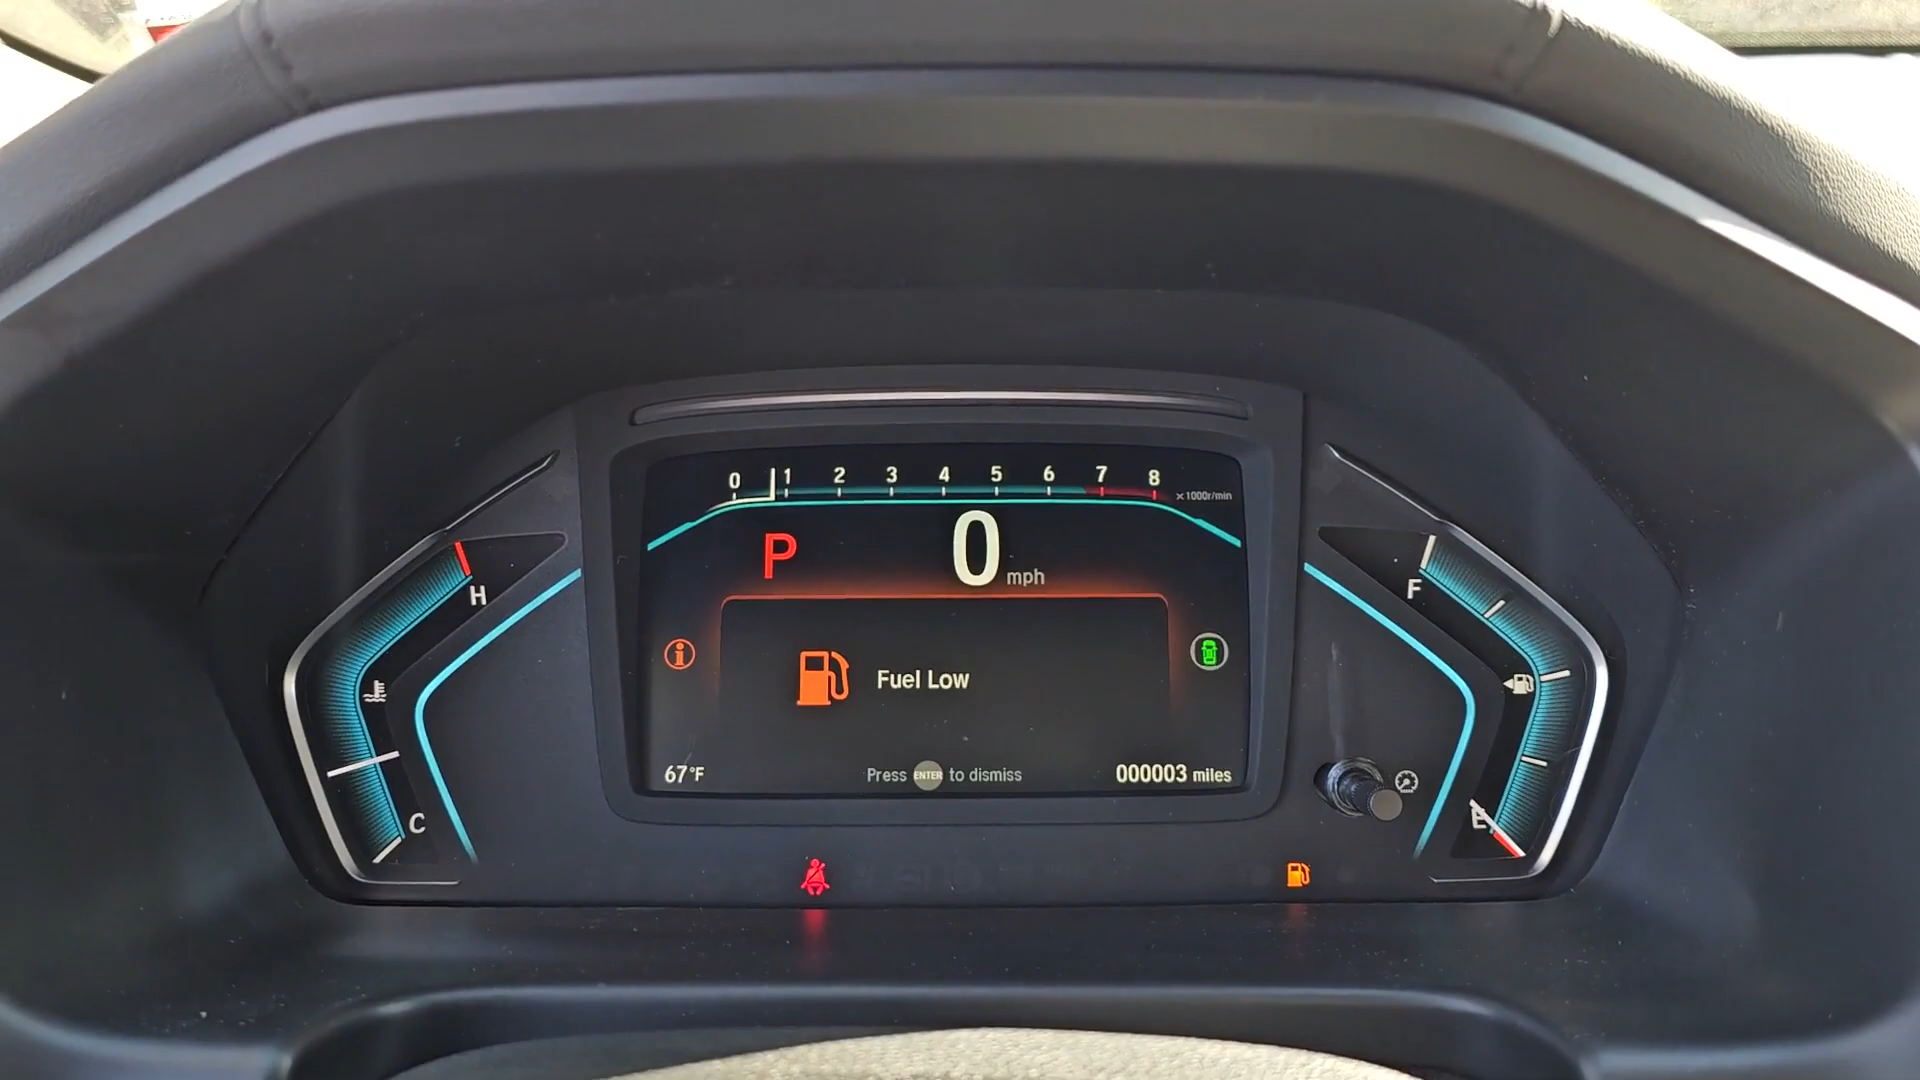 0 1 2 3 4 5 6 7 8 x1000r/min
P 0 mph
H
F
Fuel Low
C
E
67°F Press ENTER to dismiss 000003 miles